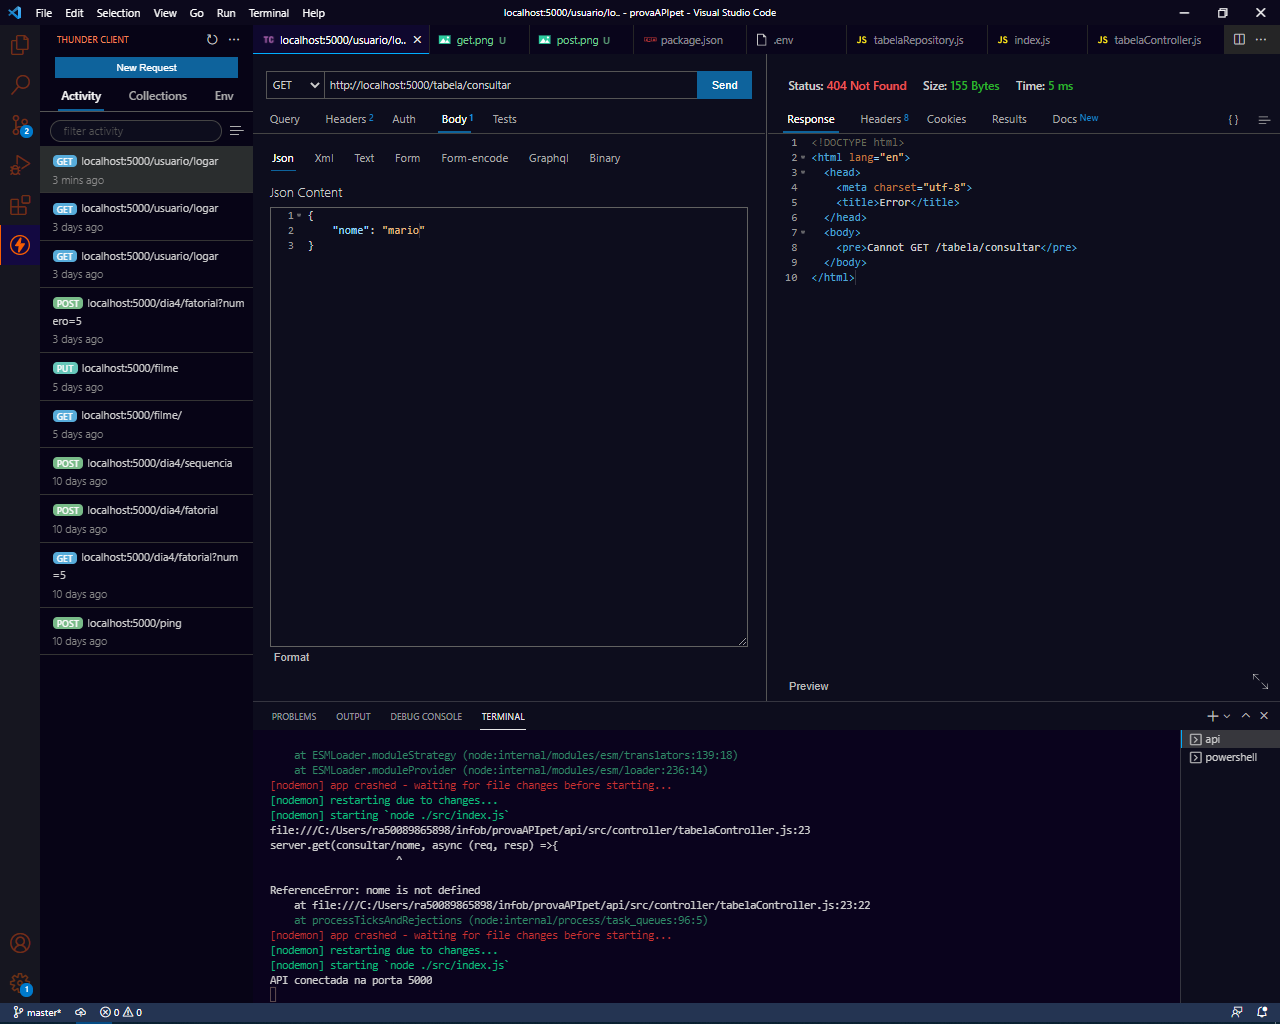 File Edit Selection View Go Run Terminal Help
localhost:5000/usuario/lo.. - provaAPIpet - Visual Studio Code
THUNDER CLIENT
New Request
Activity Collections Env
filter activity
GET localhost:5000/usuario/logar
3 mins ago
GET localhost:5000/usuario/logar
3 days ago
GET localhost:5000/usuario/logar
3 days ago
POST localhost:5000/dia4/fatorial?num
ero=5
3 days ago
PUT localhost:5000/filme
5 days ago
GET localhost:5000/filme/
5 days ago
POST localhost:5000/dia4/sequencia
10 days ago
POST localhost:5000/dia4/fatorial
10 days ago
GET localhost:5000/dia4/fatorial?num
=5
10 days ago
POST localhost:5000/ping
10 days ago
2
1
TC localhost:5000/usuario/lo.. get.png U post.png U package.json .env JS tabelaRepository.js JS index.js JS tabelaController.js
GET http://localhost:5000/tabela/consultar Send
Query Headers 2 Auth Body 1 Tests
Json Xml Text Form Form-encode Graphql Binary
Json Content
1 {
2 "nome": "mario"
3 }
Format
Status: 404 Not Found Size: 155 Bytes Time: 5 ms
Response Headers 8 Cookies Results Docs New { }
1 <!DOCTYPE html>
2 <html lang="en">
3 <head>
4 <meta charset="utf-8">
5 <title>Error</title>
6 </head>
7 <body>
8 <pre>Cannot GET /tabela/consultar</pre>
9 </body>
10 </html>
Preview
PROBLEMS OUTPUT DEBUG CONSOLE TERMINAL
at ESMLoader.moduleStrategy (node:internal/modules/esm/translators:139:18)
at ESMLoader.moduleProvider (node:internal/modules/esm/loader:236:14)
[nodemon] app crashed - waiting for file changes before starting...
[nodemon] restarting due to changes...
[nodemon] starting `node ./src/index.js`
file:///C:/Users/ra50089865898/infob/provaAPIpet/api/src/controller/tabelaController.js:23
server.get(consultar/nome, async (req, resp) =>{
^
ReferenceError: nome is not defined
at file:///C:/Users/ra50089865898/infob/provaAPIpet/api/src/controller/tabelaController.js:23:22
at processTicksAndRejections (node:internal/process/task_queues:96:5)
[nodemon] app crashed - waiting for file changes before starting...
[nodemon] restarting due to changes...
[nodemon] starting `node ./src/index.js`
API conectada na porta 5000
api
powershell
master* 0 0